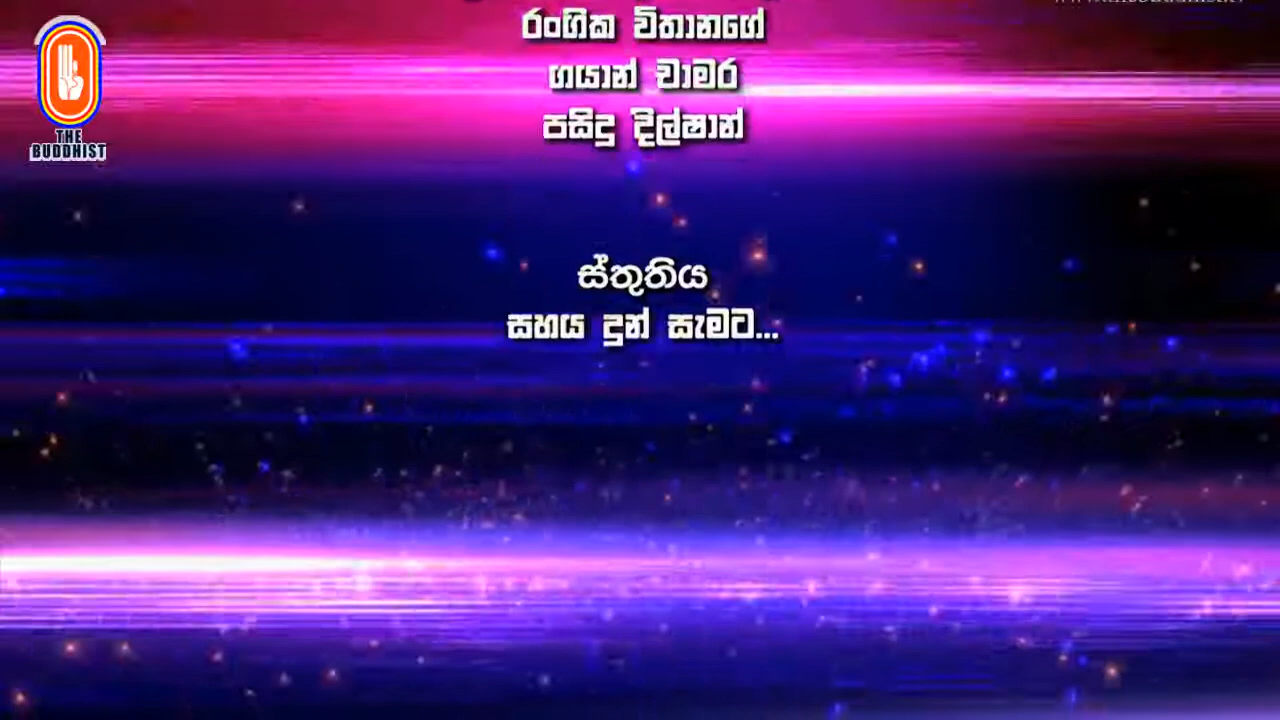 රංගික විතානගේ
ගයාන් චාමර
පසිදු දිල්ෂාන්
ස්තුතිය
සහය දුන් සැමට...
THE
BUDDHIST